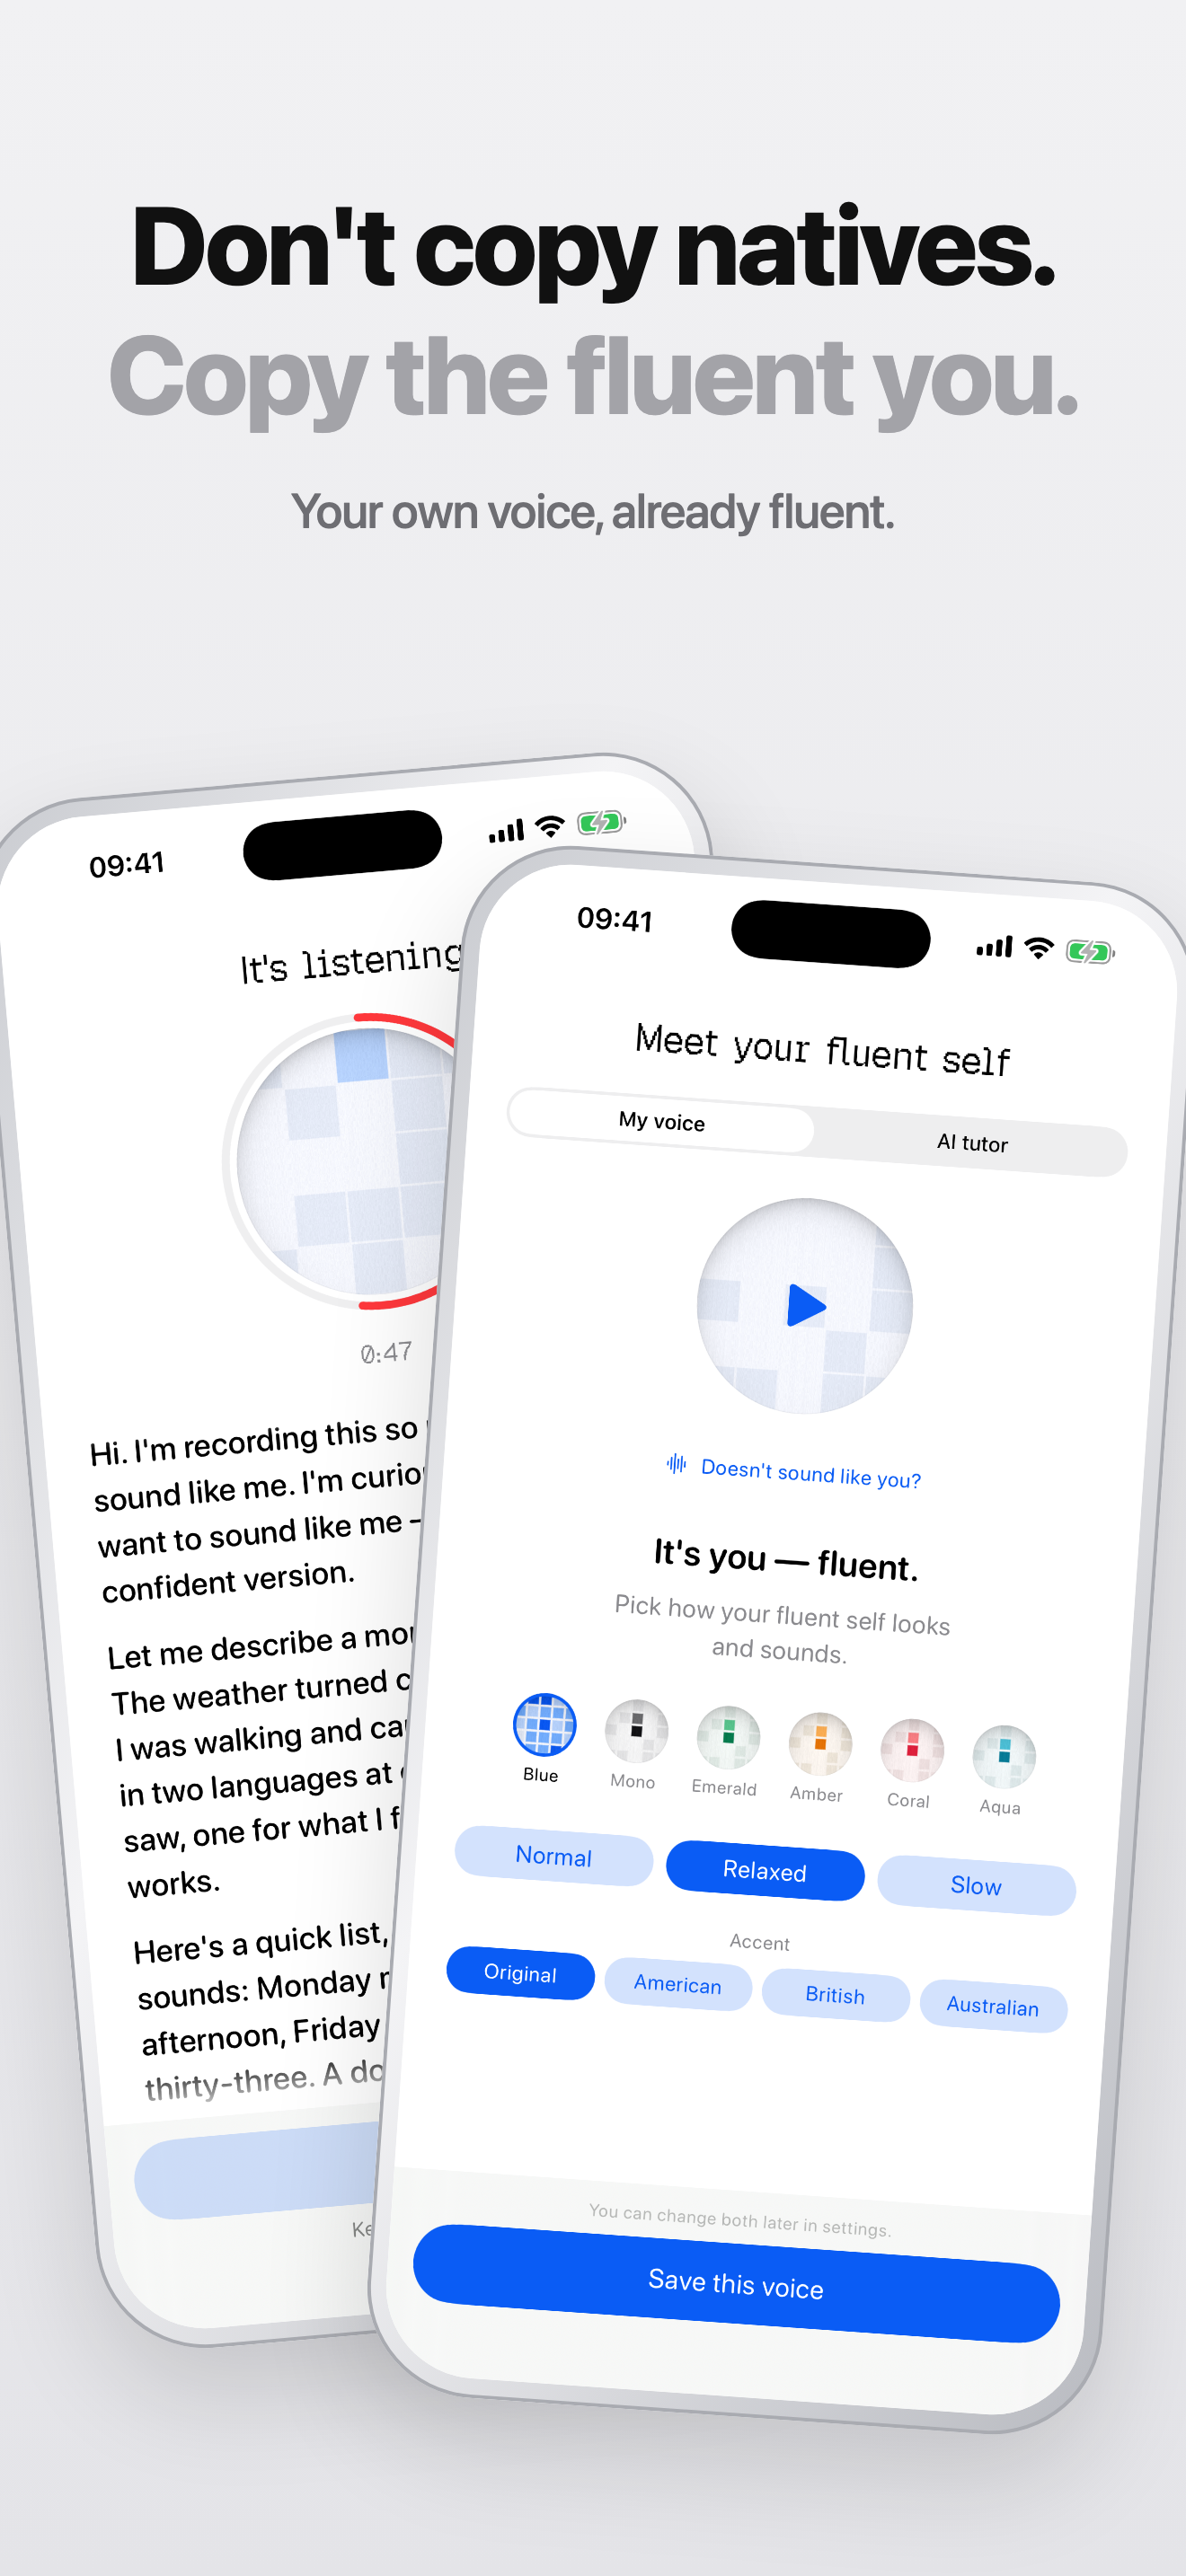 Don't copy natives.
Copy the fluent you.
Your own voice, already fluent.
09:41
It's listening
0:47
Hi. I'm recording this so
sound like me. I'm
want to sound like me –
confident version.
Let me describe a
The weather turned
I was walking and
in two languages at
saw, one for what I
works.
Here's a quick list,
sounds: Monday
afternoon, Friday
thirty-three. A
09:41
Meet your fluent self
My voice
AI tutor
Doesn't sound like you?
It's you — fluent.
Pick how your fluent self looks
and sounds.
Blue
Mono
Emerald
Amber
Coral
Aqua
Normal
Relaxed
Slow
Accent
Original
American
British
Australian
You can change both later in settings.
Save this voice